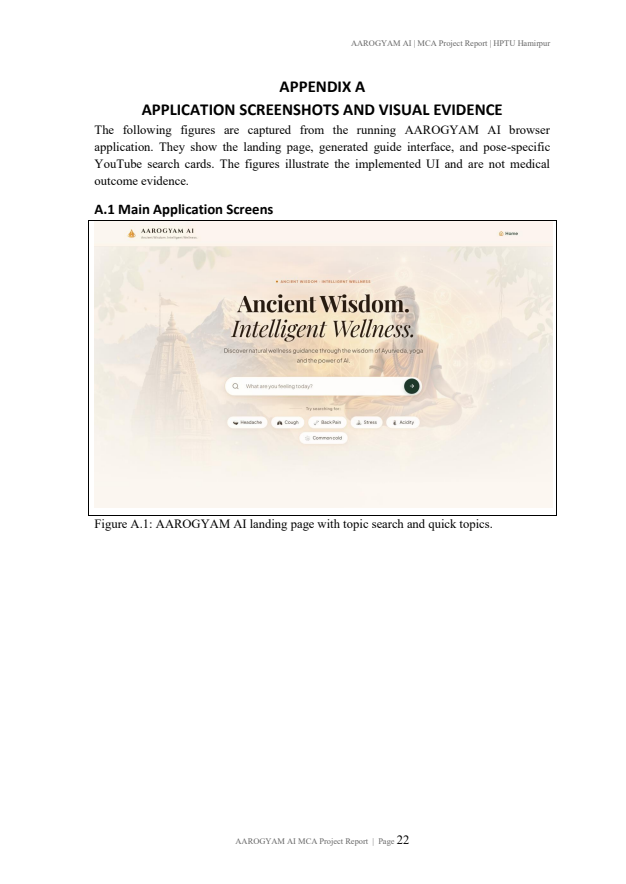 AAROGYAM AI | MCA Project Report | HPTU Hamirpur
APPENDIX A
APPLICATION SCREENSHOTS AND VISUAL EVIDENCE
The following figures are captured from the running AAROGYAM AI browser
application. They show the landing page, generated guide interface, and pose-specific
YouTube search cards. The figures illustrate the implemented UI and are not medical
outcome evidence.
A.1 Main Application Screens
AAROGYAM AI
Ancient Wisdom. Intelligent Wellness.
Home
ANCIENT WISDOM · INTELLIGENT WELLNESS
Ancient Wisdom.
Intelligent Wellness.
Discover natural wellness guidance through the wisdom of Ayurveda, yoga
and the power of AI.
What are you feeling today?
Try searching for:
Headache
Cough
Back Pain
Stress
Acidity
Common cold
Figure A.1: AAROGYAM AI landing page with topic search and quick topics.
AAROGYAM AI MCA Project Report | Page 22